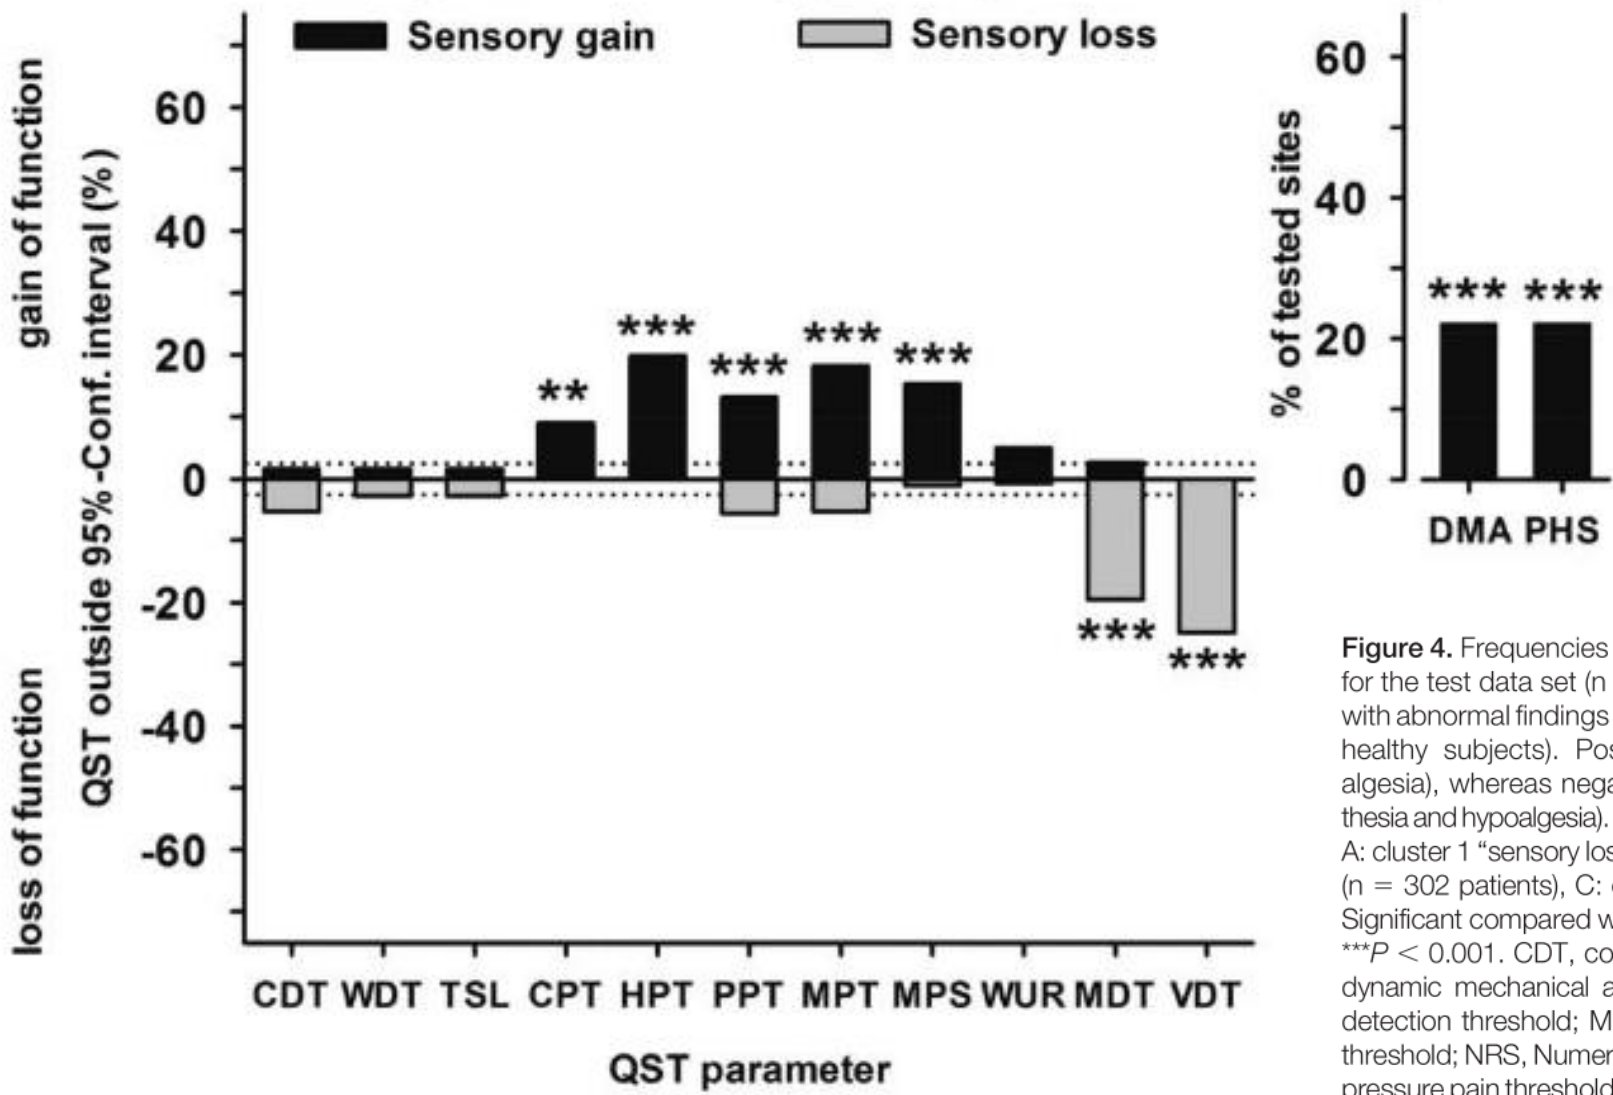 Sensory gain
Sensory loss
gain of function
loss of function
QST outside 95%-Conf. interval (%)
60
40
20
0
-20
-40
-60
**
***
***
***
***
***
***
CDT WDT TSL CPT HPT PPT MPT MPS WUR MDT VDT
QST parameter
% of tested sites
60
40
20
0
*** ***
DMA PHS
Figure 4. Frequencies
for the test data set (n
with abnormal findings
healthy subjects). Pos
algesia), whereas nega
thesia and hypoalgesia).
A: cluster 1 “sensory los
(n = 302 patients), C:
Significant compared w
***P < 0.001. CDT, co
dynamic mechanical a
detection threshold; M
threshold; NRS, Numer
pressure pain threshold